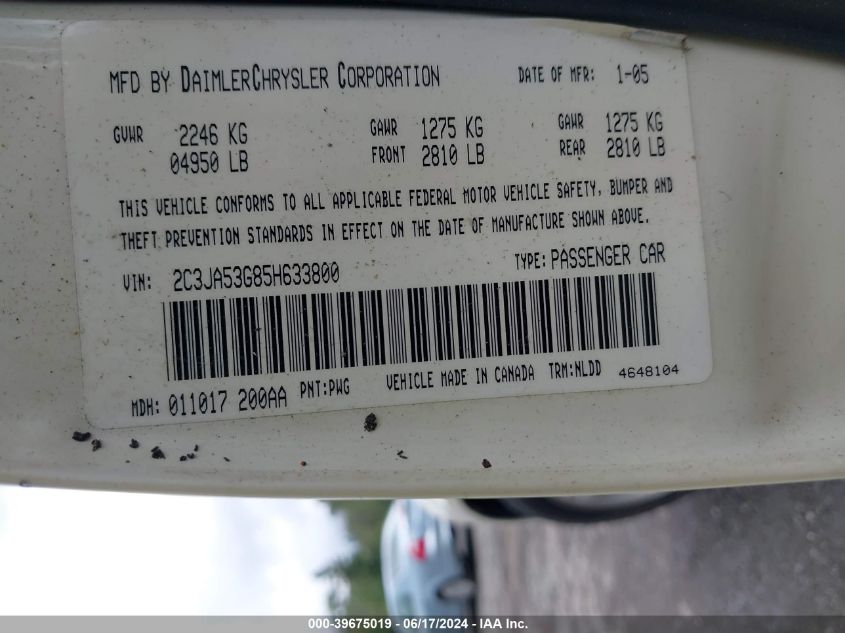 MFD BY DAIMLERCHRYSLER CORPORATION DATE OF MFR: 1-05
GVWR 2246 KG GAWR 1275 KG GAWR 1275 KG
04950 LB FRONT 2810 LB REAR 2810 LB
THIS VEHICLE CONFORMS TO ALL APPLICABLE FEDERAL MOTOR VEHICLE SAFETY, BUMPER AND
THEFT PREVENTION STANDARDS IN EFFECT ON THE DATE OF MANUFACTURE SHOWN ABOVE.
VIN: 2C3JA53G85H633800 TYPE: PASSENGER CAR
MDH: 011017 200AA PNT:PWG VEHICLE MADE IN CANADA TRM:NLDD 4648104
000-39675019 - 06/17/2024 - IAA Inc.